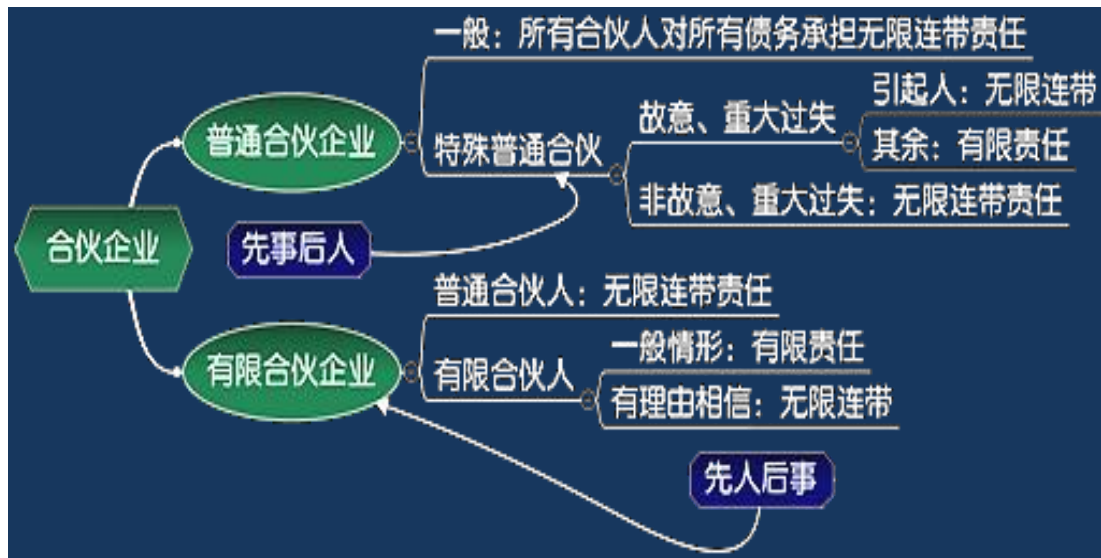 一般：所有合伙人对所有债务承担无限连带责任
引起人：无限连带
故意、重大过失
普通合伙企业
特殊普通合伙
其余：有限责任
非故意、重大过失：无限连带责任
合伙企业
先事后人
普通合伙人：无限连带责任
一般情形：有限责任
有限合伙企业
有限合伙人
有理由相信：无限连带
先人后事